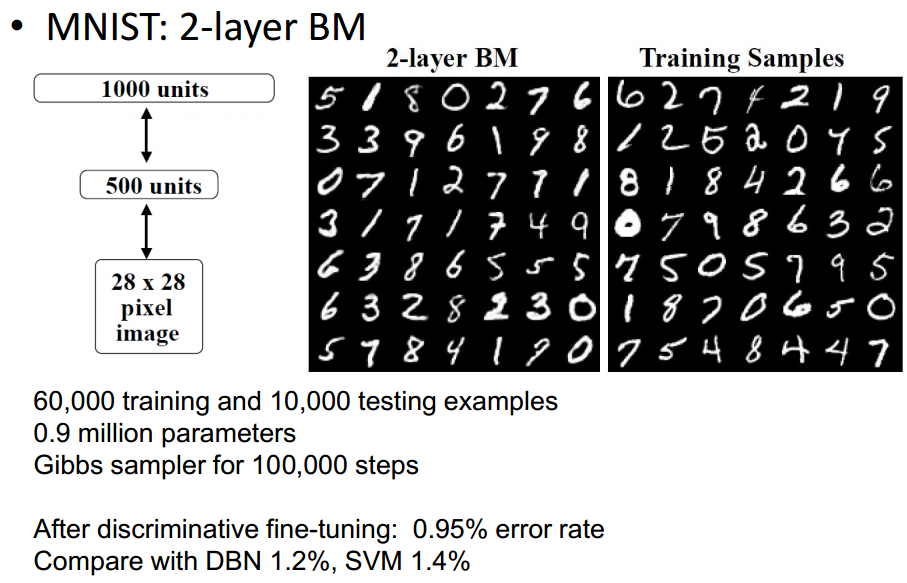 • MNIST: 2-layer BM
1000 units
500 units
28 x 28
pixel
image
2-layer BM
5 1 8 0 2 7 6
3 3 9 6 1 9 8
0 7 1 2 7 7 1
3 1 7 1 7 4 9
6 3 8 6 5 5 5
6 3 2 8 2 3 0
5 7 8 4 1 9 0
Training Samples
6 2 7 4 2 1 9
1 2 5 2 0 4 5
8 1 8 4 2 6 6
0 7 9 8 6 3 2
7 5 0 5 7 9 5
1 8 7 0 6 5 0
7 5 4 8 4 4 7
60,000 training and 10,000 testing examples
0.9 million parameters
Gibbs sampler for 100,000 steps
After discriminative fine-tuning: 0.95% error rate
Compare with DBN 1.2%, SVM 1.4%